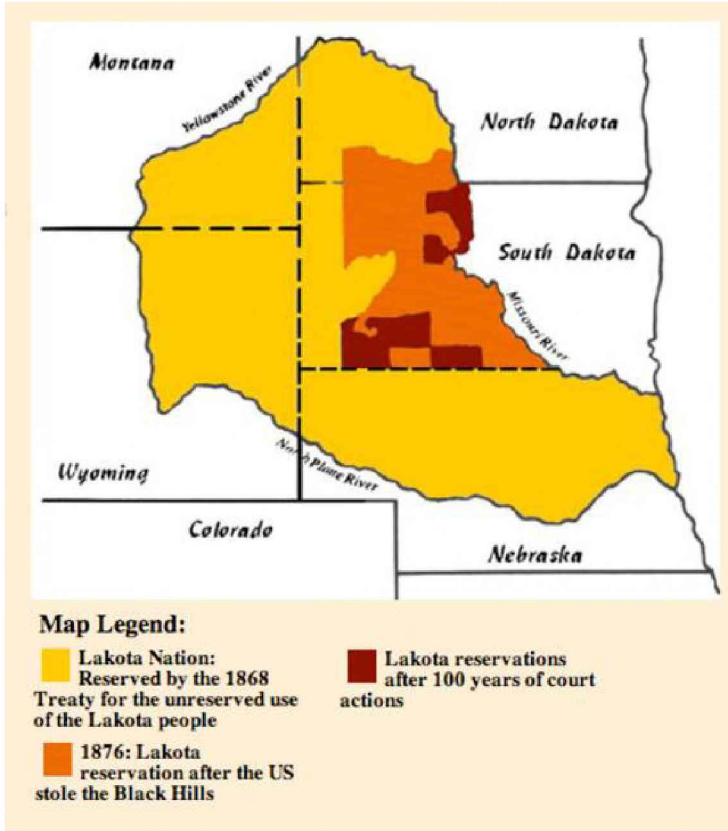 Montana
Yellowstone River
North Dakota
South Dakota
Missouri River
North Platte River
Wyoming
Colorado
Nebraska
Map Legend:
Lakota Nation:
Reserved by the 1868
Treaty for the unreserved use
of the Lakota people
1876: Lakota
reservation after the US
stole the Black Hills
Lakota reservations
after 100 years of court
actions